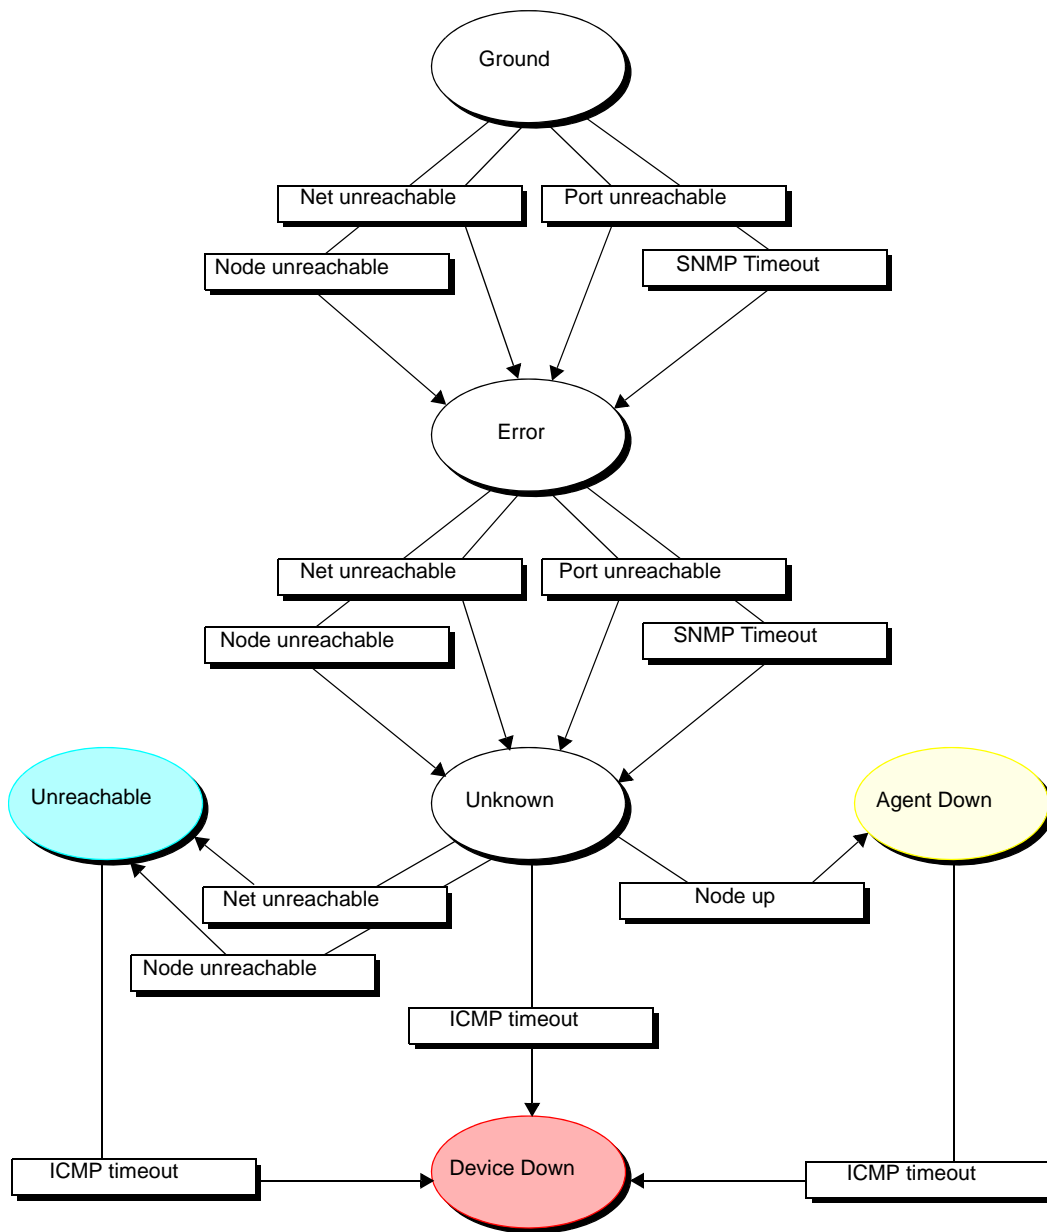 Ground
Net unreachable
Port unreachable
Node unreachable
SNMP Timeout
Error
Net unreachable
Port unreachable
Node unreachable
SNMP Timeout
Unreachable
Unknown
Agent Down
Net unreachable
Node up
Node unreachable
ICMP timeout
ICMP timeout
Device Down
ICMP timeout